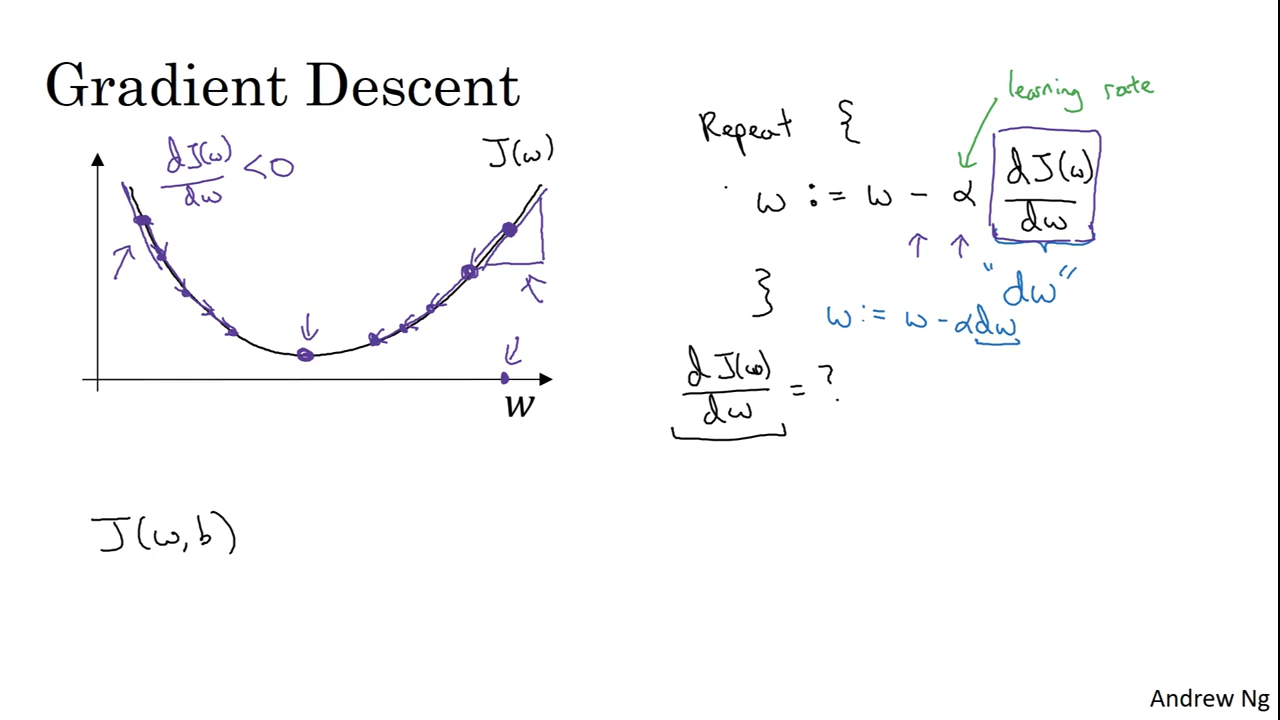 Gradient Descent
learning rate
Repeat {
dJ(w)/dw < 0
J(w)
w := w - α dJ(w)/dw
"dw"
}
w := w - αdw
dJ(w)/dw = ?
w
J(w,b)
Andrew Ng